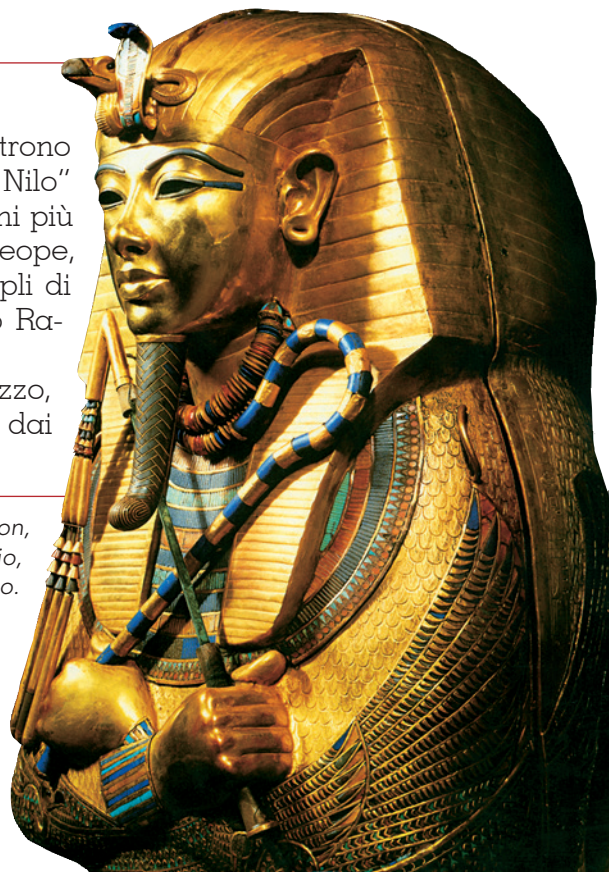 trono
Nilo”
ni più
eope,
pli di
o Ra-
zzo,
dai
on,
io,
o.